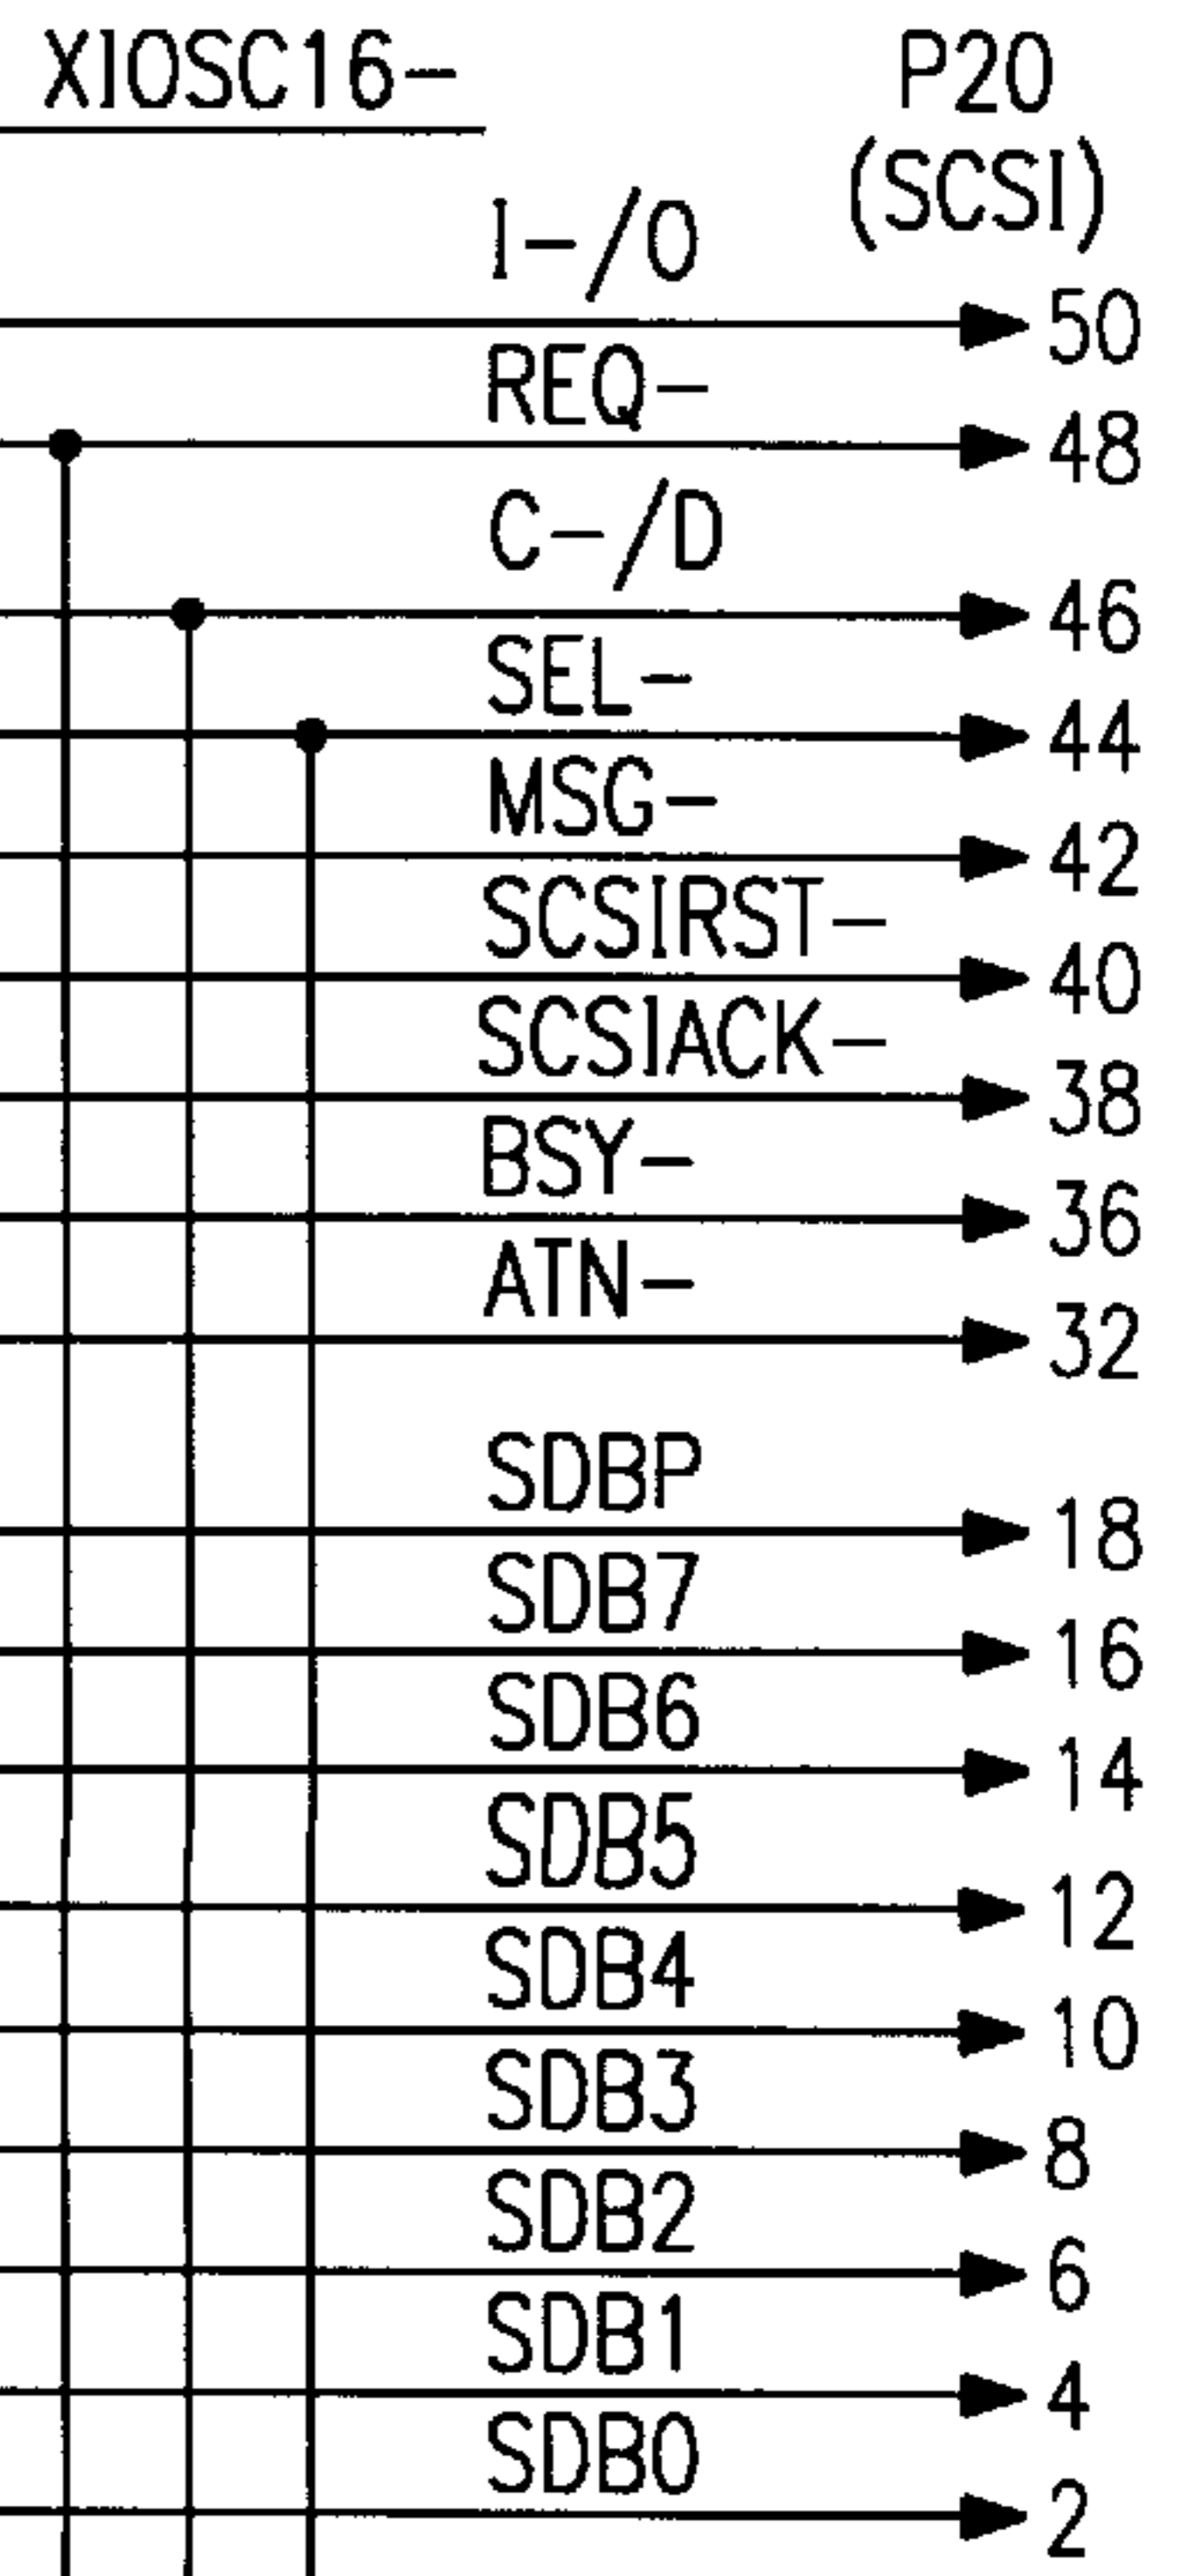 XIOSC16- P20
(SCSI)
I-/O
50
REQ-
48
C-/D
46
SEL-
44
MSG-
42
SCSIRST-
40
SCSIACK-
38
BSY-
36
ATN-
32
SDBP
18
SDB7
16
SDB6
14
SDB5
12
SDB4
10
SDB3
8
SDB2
6
SDB1
4
SDB0
2